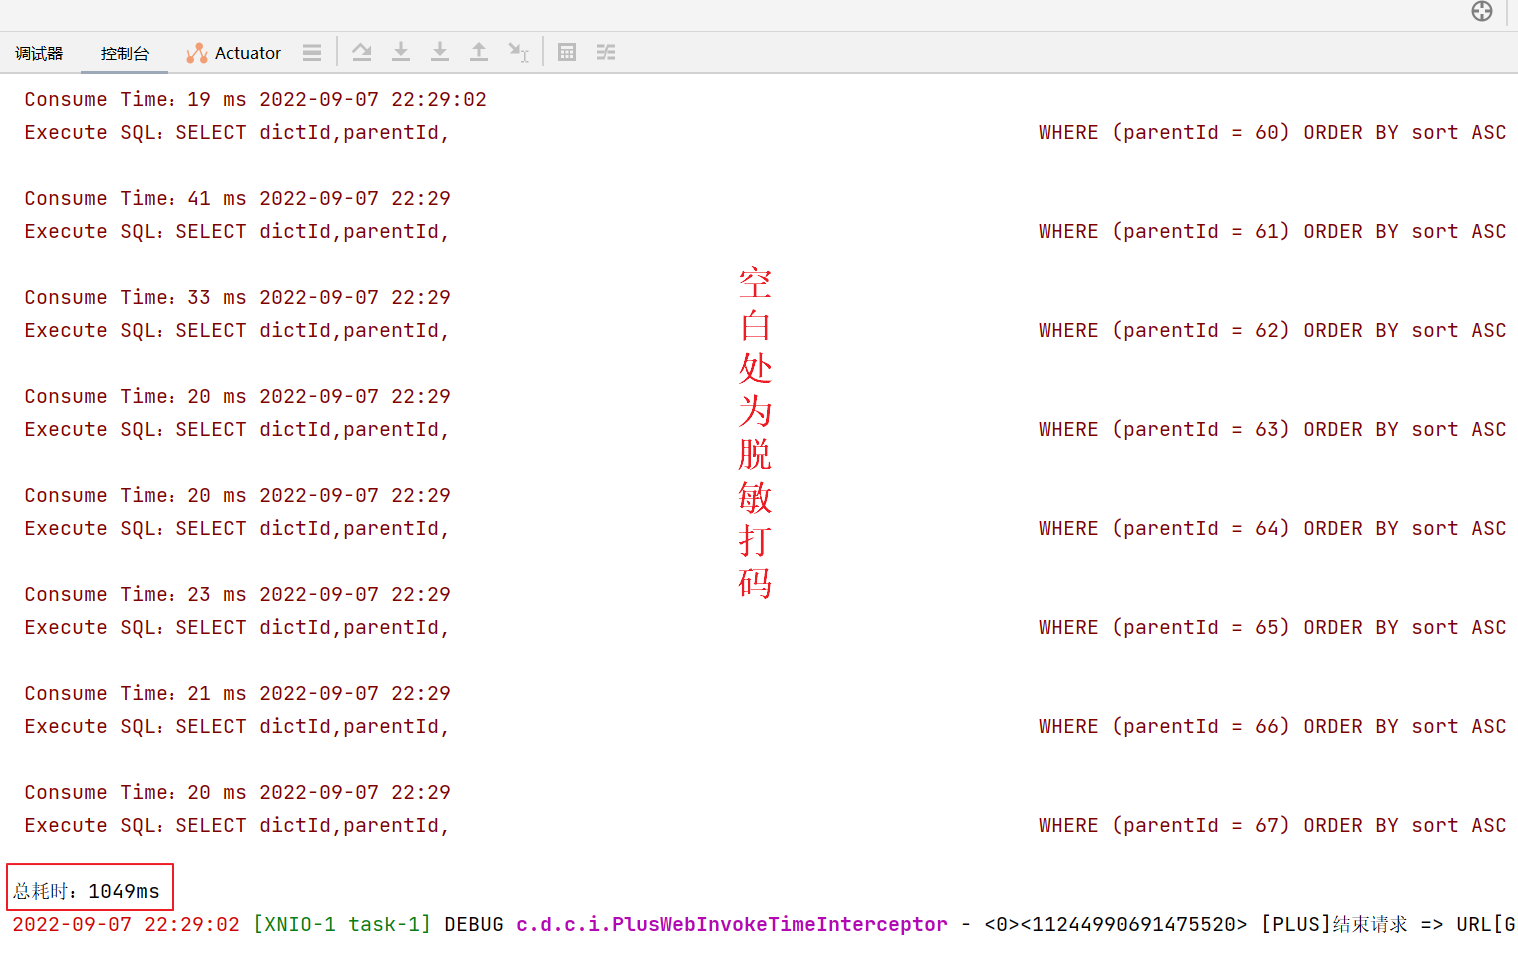 调试器 控制台 Actuator
Consume Time：19 ms 2022-09-07 22:29:02
Execute SQL：SELECT dictId,parentId, WHERE (parentId = 60) ORDER BY sort ASC
Consume Time：41 ms 2022-09-07 22:29
Execute SQL：SELECT dictId,parentId, WHERE (parentId = 61) ORDER BY sort ASC
Consume Time：33 ms 2022-09-07 22:29
Execute SQL：SELECT dictId,parentId, WHERE (parentId = 62) ORDER BY sort ASC
Consume Time：20 ms 2022-09-07 22:29
Execute SQL：SELECT dictId,parentId, WHERE (parentId = 63) ORDER BY sort ASC
Consume Time：20 ms 2022-09-07 22:29
Execute SQL：SELECT dictId,parentId, WHERE (parentId = 64) ORDER BY sort ASC
Consume Time：23 ms 2022-09-07 22:29
Execute SQL：SELECT dictId,parentId, WHERE (parentId = 65) ORDER BY sort ASC
Consume Time：21 ms 2022-09-07 22:29
Execute SQL：SELECT dictId,parentId, WHERE (parentId = 66) ORDER BY sort ASC
Consume Time：20 ms 2022-09-07 22:29
Execute SQL：SELECT dictId,parentId, WHERE (parentId = 67) ORDER BY sort ASC
空白处为脱敏打码
总耗时：1049ms
2022-09-07 22:29:02 [XNIO-1 task-1] DEBUG c.d.c.i.PlusWebInvokeTimeInterceptor - <0><11244990691475520> [PLUS]结束请求 => URL[G